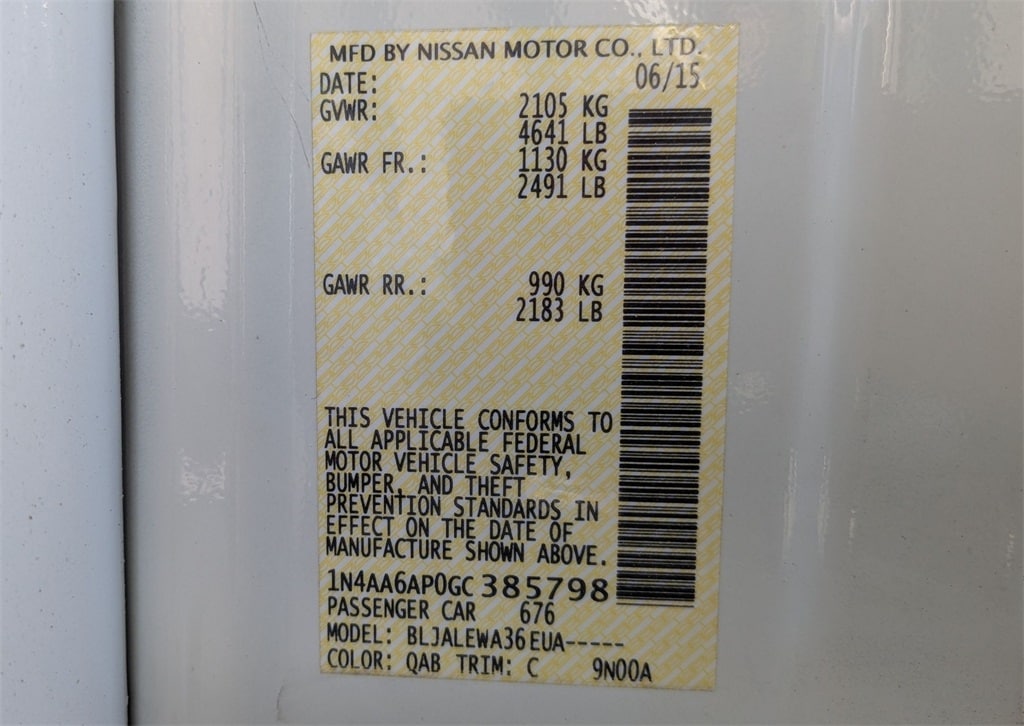 MFD BY NISSAN MOTOR CO., LTD.
DATE: 06/15
GVWR: 2105 KG
4641 LB
GAWR FR.: 1130 KG
2491 LB
GAWR RR.: 990 KG
2183 LB
THIS VEHICLE CONFORMS TO
ALL APPLICABLE FEDERAL
MOTOR VEHICLE SAFETY,
BUMPER, AND THEFT
PREVENTION STANDARDS IN
EFFECT ON THE DATE OF
MANUFACTURE SHOWN ABOVE.
1N4AA6AP0GC 385798
PASSENGER CAR 676
MODEL: BLJALEWA36EUA-----
COLOR: QAB TRIM: C 9N00A